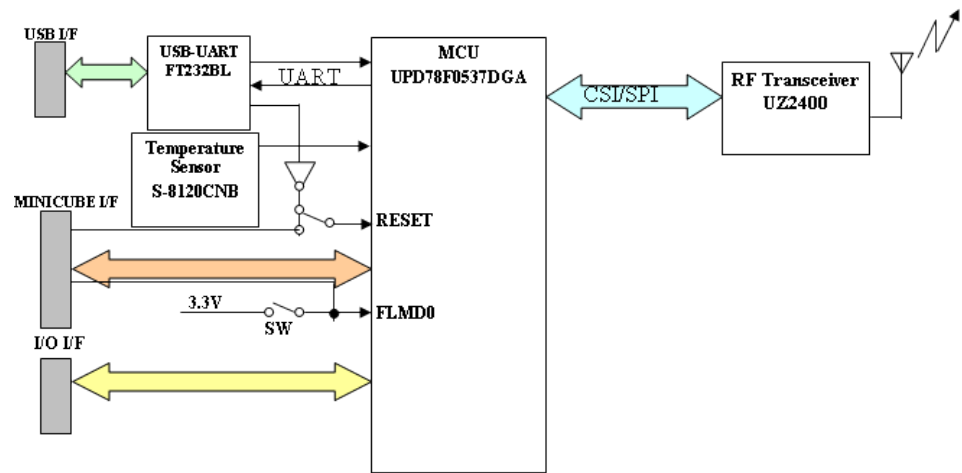 USB I/F
USB-UART
FT232BL
UART
MCU
UPD78F0537DGA
CSI/SPI
RF Transceiver
UZ2400
Temperature
Sensor
S-8120CNB
MINICUBE I/F
RESET
3.3V
SW
FLMD0
I/O I/F